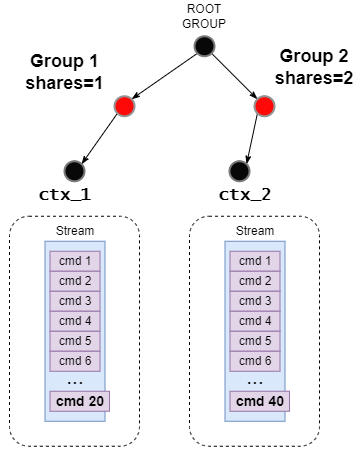 ROOT
GROUP
Group 1
shares=1
Group 2
shares=2
ctx_1
ctx_2
Stream
cmd 1
cmd 2
cmd 3
cmd 4
cmd 5
cmd 6
...
cmd 20
Stream
cmd 1
cmd 2
cmd 3
cmd 4
cmd 5
cmd 6
...
cmd 40